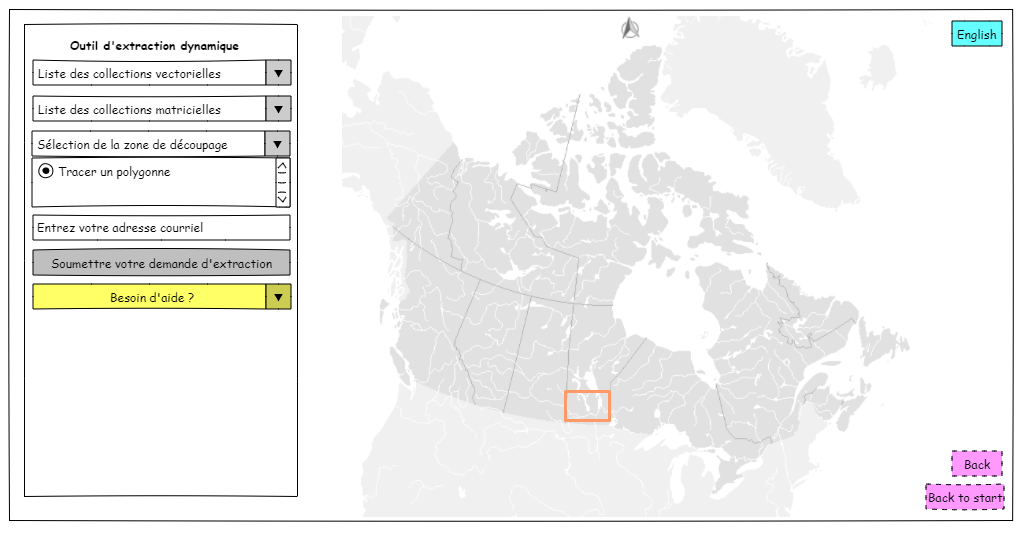 Outil d'extraction dynamique
Liste des collections vectorielles
Liste des collections matricielles
Sélection de la zone de découpage
Tracer un polygonne
Entrez votre adresse courriel
Soumettre votre demande d'extraction
Besoin d'aide ?
English
Back
Back to start